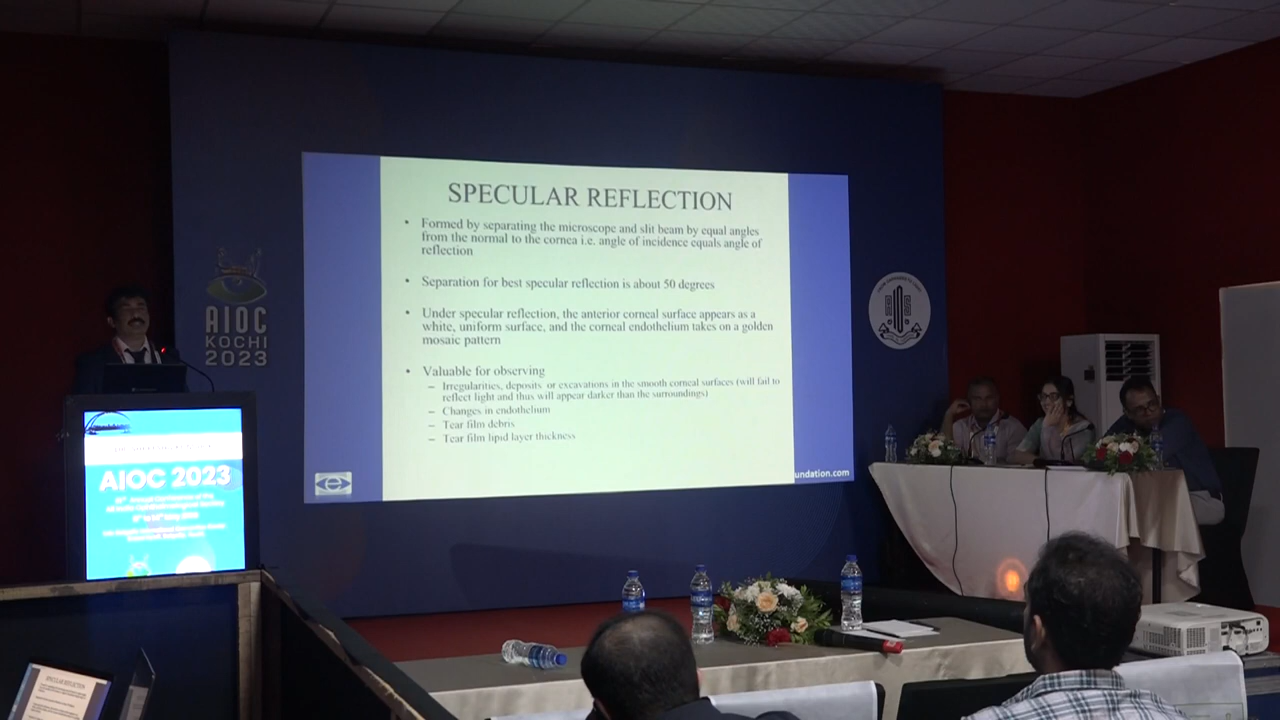 SPECULAR REFLECTION
• Formed by separating the microscope and slit beam by equal angles
from the normal to the cornea i.e. angle of incidence equals angle of
reflection
• Separation for best specular reflection is about 50 degrees
• Under specular reflection, the anterior corneal surface appears as a
white, uniform surface, and the corneal endothelium takes on a golden
mosaic pattern
• Valuable for observing
– Irregularities, deposits or excavations in the smooth corneal surfaces (will fail to
reflect light and thus will appear darker than the surroundings)
– Changes in endothelium
– Tear film debris
– Tear film lipid layer thickness
e
undation.com
AIOC
KOCHI
2023
AIOC 2023
SPECULAR REFLECTION